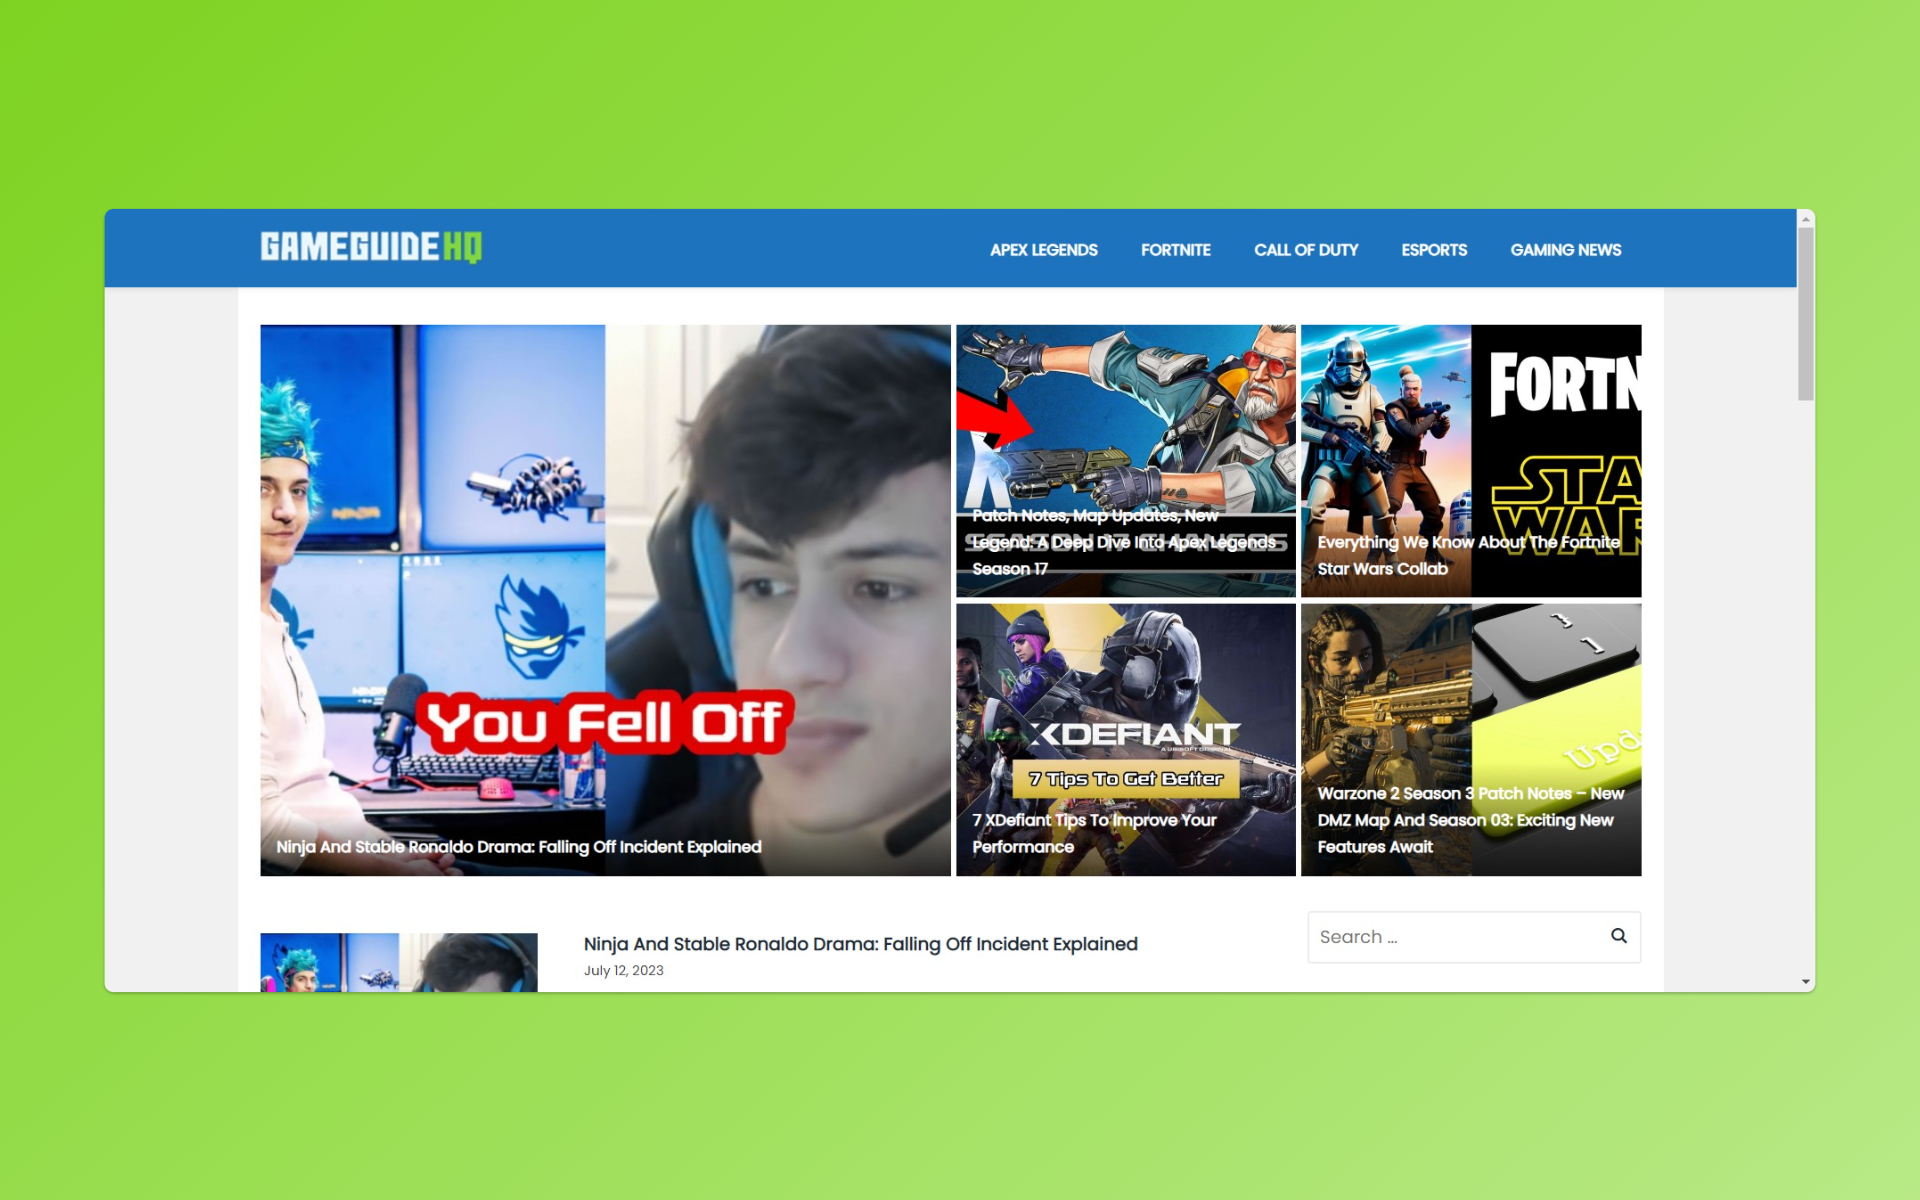 GAMEGUIDEHQ
APEX LEGENDS
FORTNITE
CALL OF DUTY
ESPORTS
GAMING NEWS
You Fell Off
Ninja And Stable Ronaldo Drama: Falling Off Incident Explained
Patch Notes, Map Updates, New
Legend: A Deep Dive Into Apex Legends
Season 17
FORTN
STA
WAR
Everything We Know About The Fortnite
Star Wars Collab
XDEFIANT
A UBISOFT ORIGINAL
7 Tips To Get Better
7 XDefiant Tips To Improve Your
Performance
Upda
Warzone 2 Season 3 Patch Notes – New
DMZ Map And Season 03: Exciting New
Features Await
Ninja And Stable Ronaldo Drama: Falling Off Incident Explained
July 12, 2023
Search ...